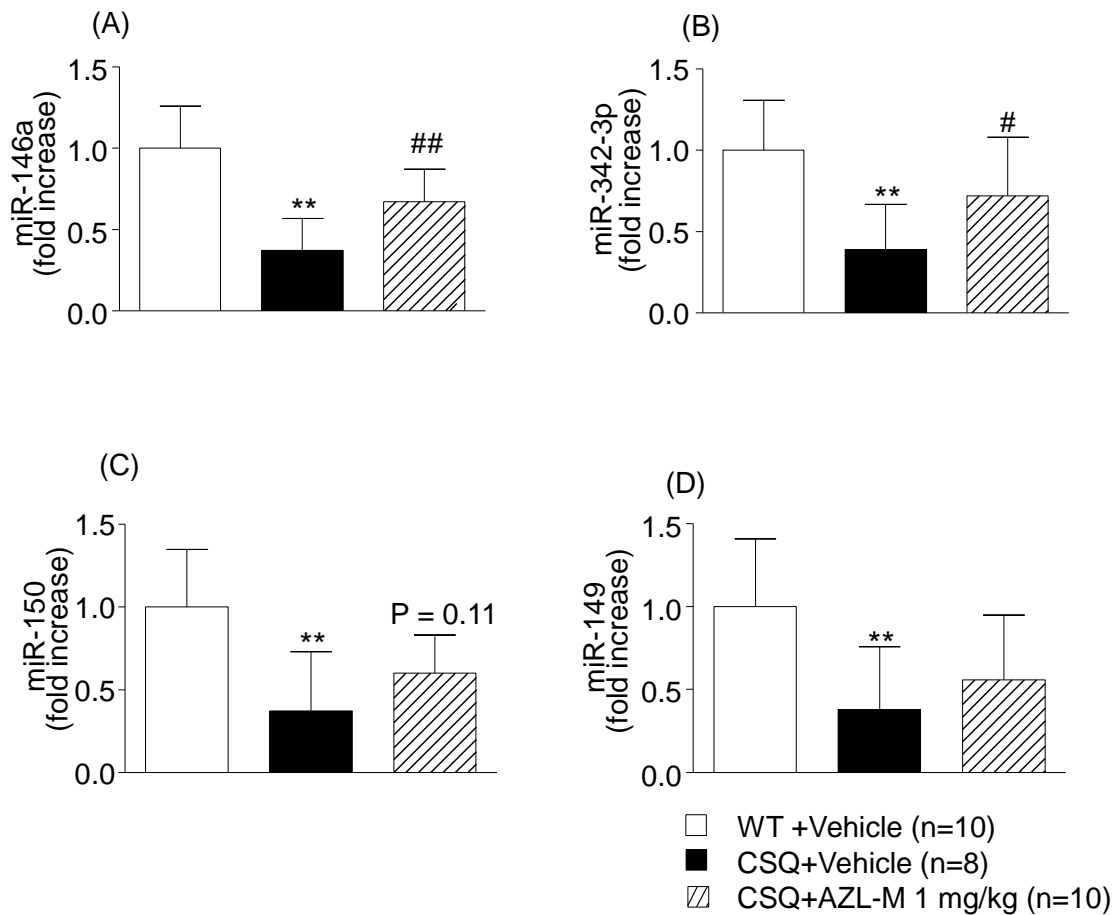 (A)
1.5
1.0
0.5
0.0
miR-146a
(fold increase)
**
##
(B)
1.5
1.0
0.5
0.0
miR-342-3p
(fold increase)
**
#
(C)
1.5
1.0
0.5
0.0
miR-150
(fold increase)
**
P = 0.11
(D)
1.5
1.0
0.5
0.0
miR-149
(fold increase)
**
WT +Vehicle (n=10)
CSQ+Vehicle (n=8)
CSQ+AZL-M 1 mg/kg (n=10)